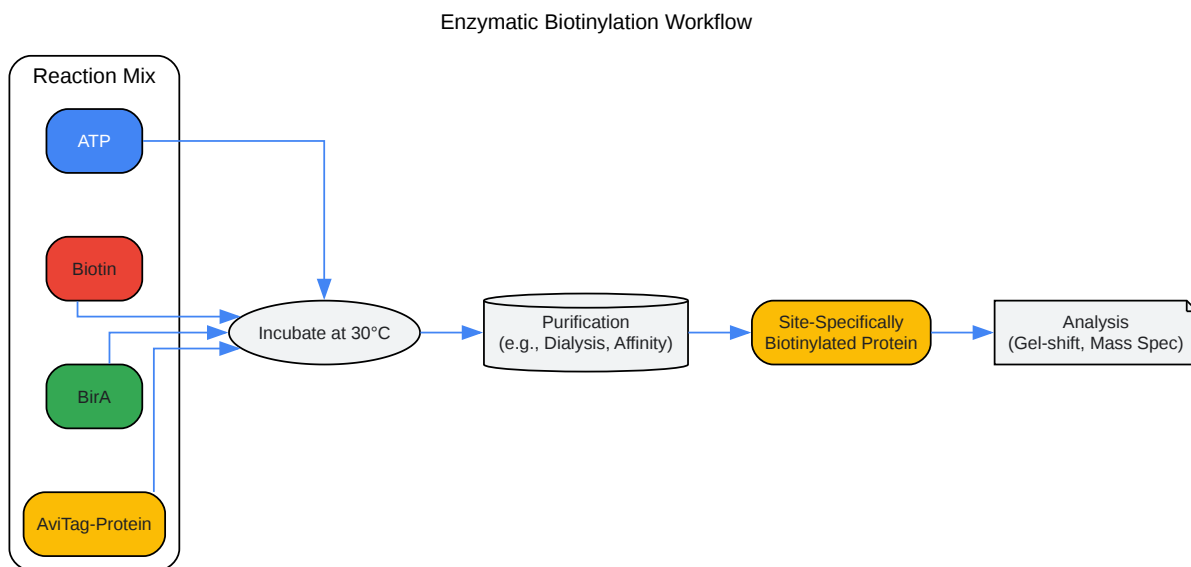 Enzymatic Biotinylation Workflow
Reaction Mix
ATP
Biotin
BirA
AviTag-Protein
Incubate at 30°C
Purification
(e.g., Dialysis, Affinity)
Site-Specifically
Biotinylated Protein
Analysis
(Gel-shift, Mass Spec)